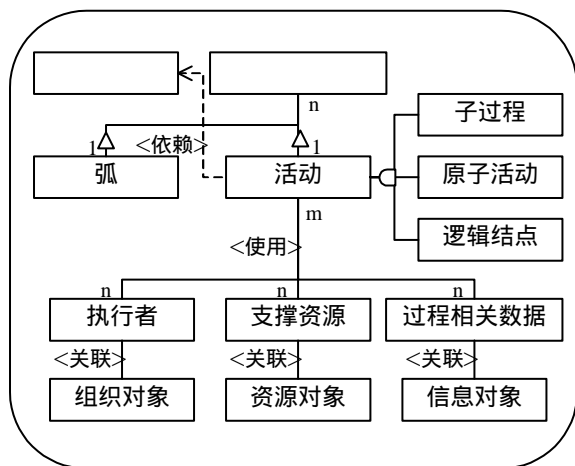 n
1
<依赖>
1
弧
活动
子过程
原子活动
逻辑结点
m
<使用>
n
n
n
执行者
支撑资源
过程相关数据
<关联>
<关联>
<关联>
组织对象
资源对象
信息对象